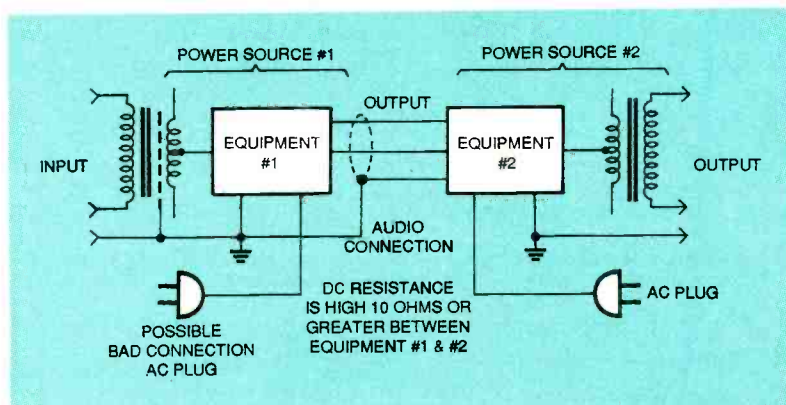 POWER SOURCE #1
POWER SOURCE #2
OUTPUT
INPUT
EQUIPMENT
#1
EQUIPMENT
#2
OUTPUT
AUDIO
CONNECTION
POSSIBLE
BAD CONNECTION
AC PLUG
DC RESISTANCE
IS HIGH 10 OHMS OR
GREATER BETWEEN
EQUIPMENT #1 & #2
AC PLUG